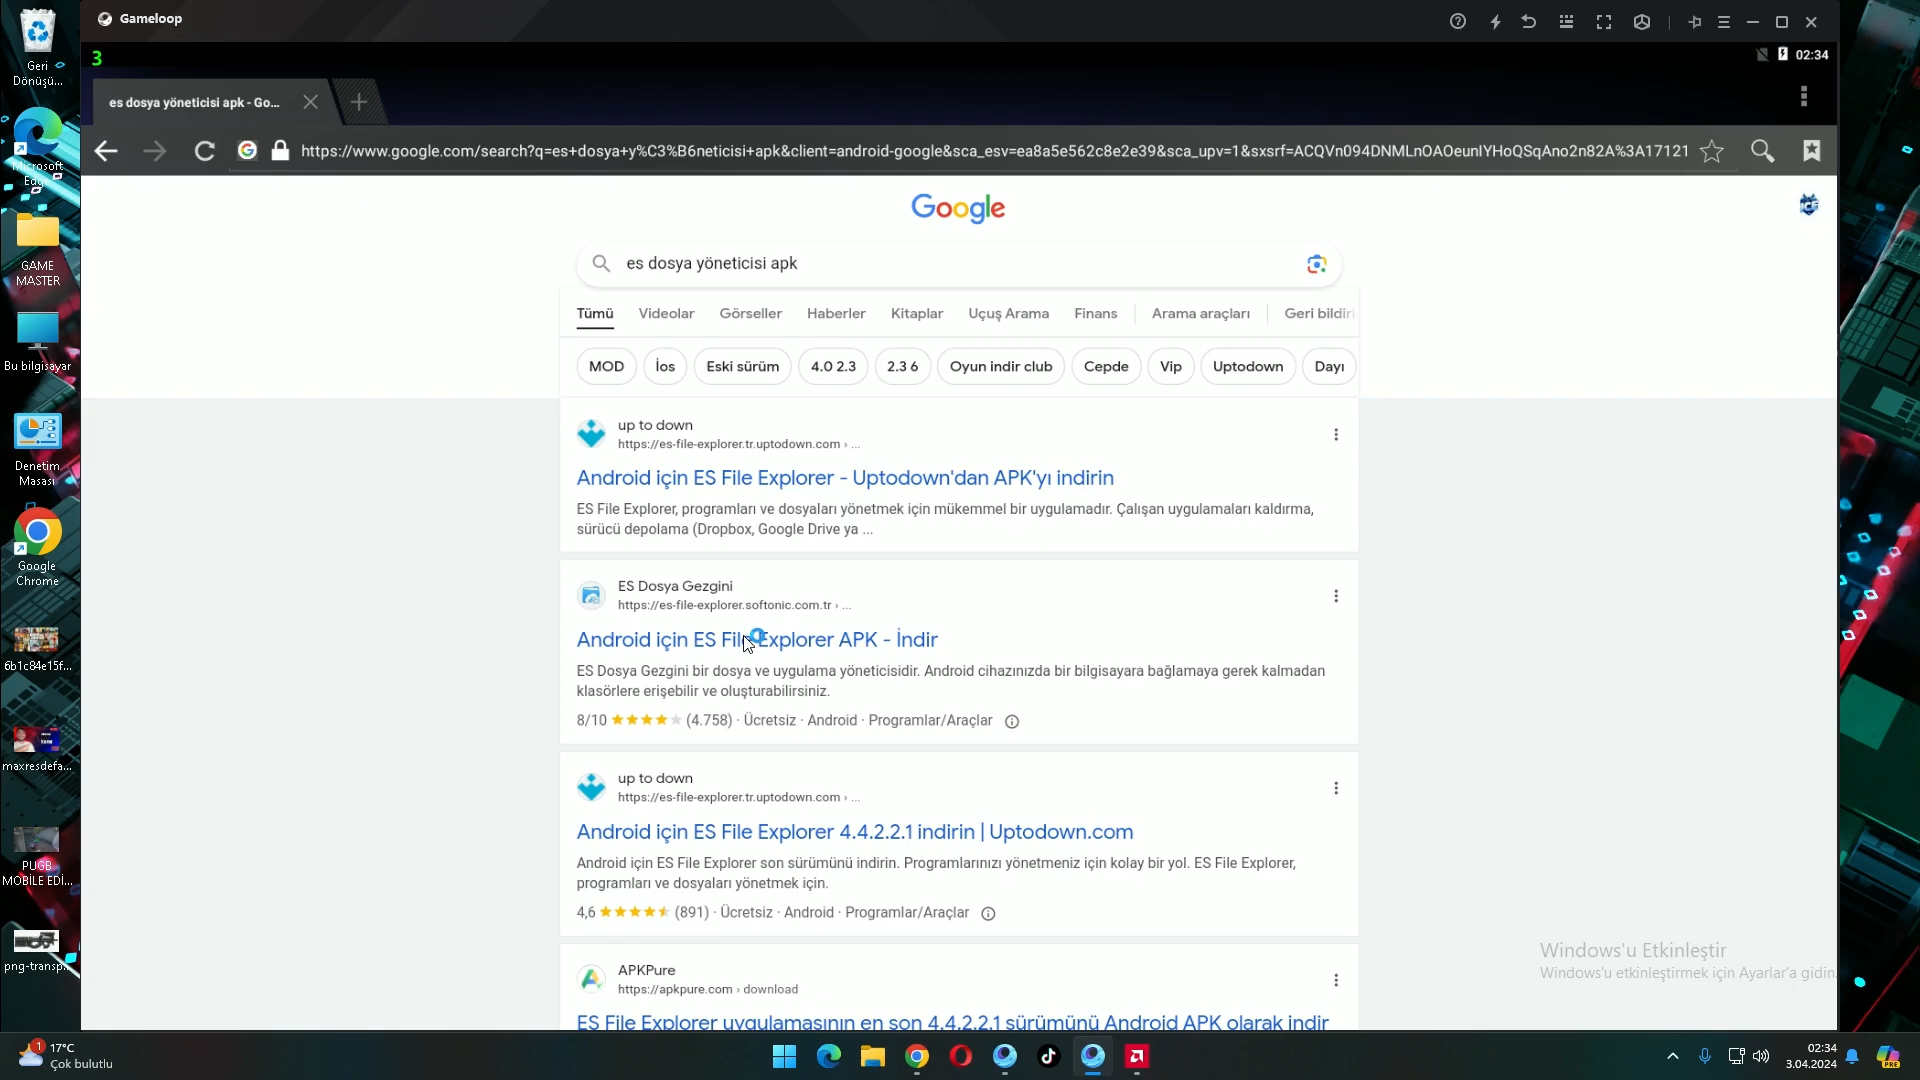 Gameloop
3
02:34
es dosya yöneticisi apk - Go...
https://www.google.com/search?q=es+dosya+y%C3%B6neticisi+apk&client=android-google&sca_esv=ea8a5e562c8e2e39&sca_upv=1&sxsrf=ACQVn094DNMLnOAOeunIYHoQSqAno2n82A%3A17121
Google
es dosya yöneticisi apk
Tümü Videolar Görseller Haberler Kitaplar Uçuş Arama Finans Arama araçları Geri bildiri
MOD İos Eski sürüm 4.0 2.3 2.3 6 Oyun indir club Cepde Vip Uptodown Dayı
up to down
https://es-file-explorer.tr.uptodown.com › ...
Android için ES File Explorer - Uptodown'dan APK'yı indirin
ES File Explorer, programları ve dosyaları yönetmek için mükemmel bir uygulamadır. Çalışan uygulamaları kaldırma,
sürücü depolama (Dropbox, Google Drive ya ...
ES Dosya Gezgini
https://es-file-explorer.softonic.com.tr › ...
Android için ES File Explorer APK - İndir
ES Dosya Gezgini bir dosya ve uygulama yöneticisidir. Android cihazınızda bir bilgisayara bağlamaya gerek kalmadan
klasörlere erişebilir ve oluşturabilirsiniz.
8/10 (4.758) · Ücretsiz · Android · Programlar/Araçlar
up to down
https://es-file-explorer.tr.uptodown.com › ...
Android için ES File Explorer 4.4.2.2.1 indirin | Uptodown.com
Android için ES File Explorer son sürümünü indirin. Programlarınızı yönetmeniz için kolay bir yol. ES File Explorer,
programları ve dosyaları yönetmek için.
4,6 (891) · Ücretsiz · Android · Programlar/Araçlar
APKPure
https://apkpure.com › download
ES File Explorer uygulamasının en son 4.4.2.2.1 sürümünü Android APK olarak indir
Windows'u Etkinleştir
Windows'u etkinleştirmek için Ayarlar'a gidin.
Geri
Dönüşü...
Microsoft
Edge
GAME
MASTER
Bu bilgisayar
Denetim
Masası
Google
Chrome
6b1c84e15f...
maxresdefa...
PUGB
MOBİLE EDİ...
png-transp...
1
17°C
Çok bulutlu
02:34
3.04.2024
PRE